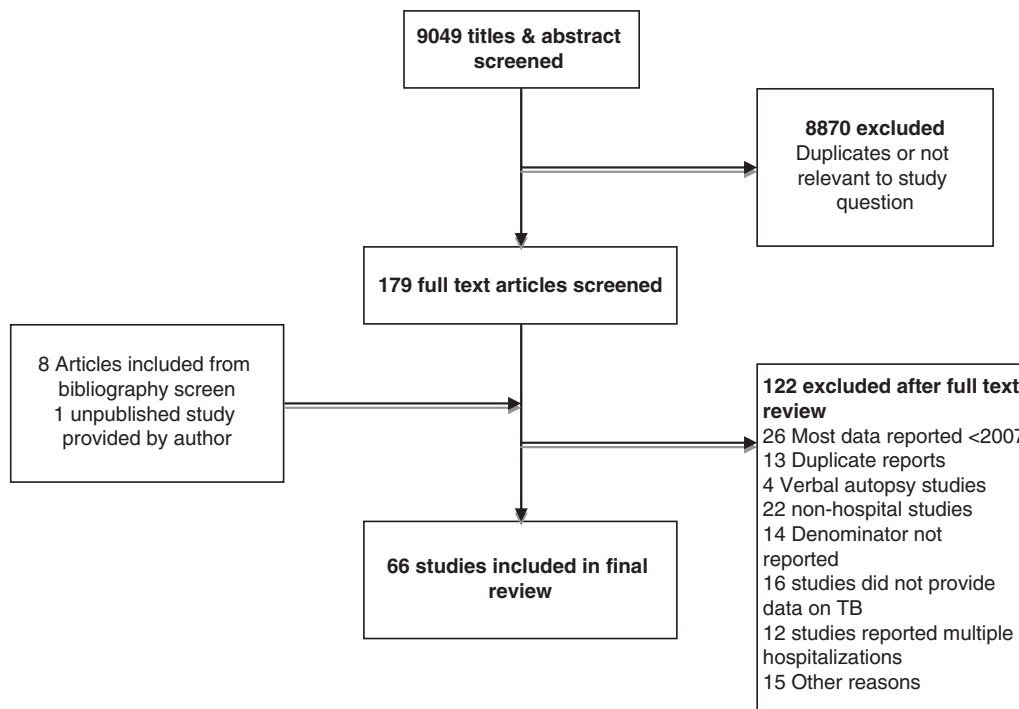 9049 titles & abstract
screened
8870 excluded
Duplicates or not
relevant to study
question
179 full text articles screened
8 Articles included from
bibliography screen
1 unpublished study
provided by author
122 excluded after full text
review
26 Most data reported <2007
13 Duplicate reports
4 Verbal autopsy studies
22 non-hospital studies
14 Denominator not
reported
16 studies did not provide
data on TB
12 studies reported multiple
hospitalizations
15 Other reasons
66 studies included in final
review